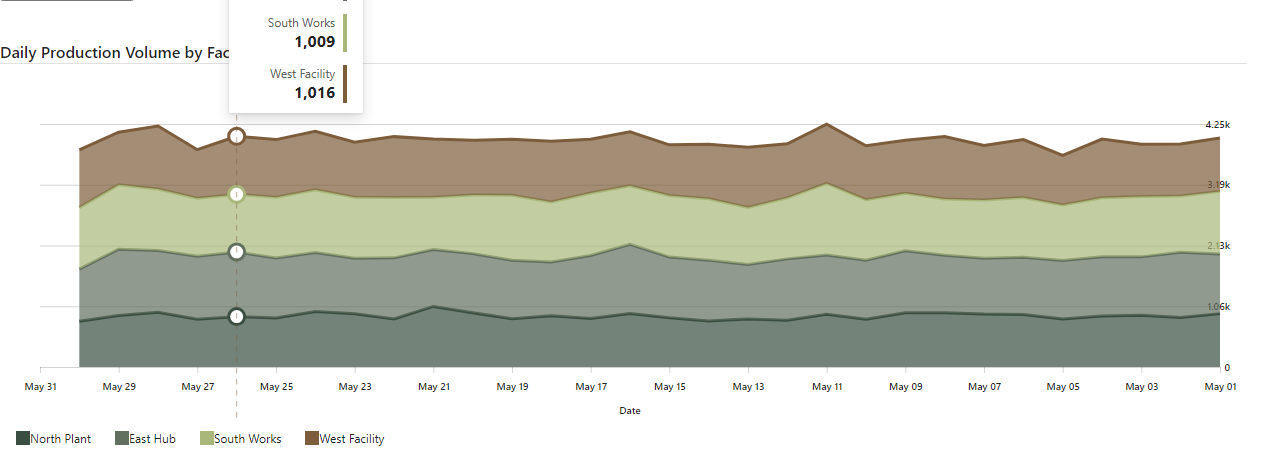 South Works
1,009
Daily Production Volume by Fac
West Facility
1,016
4.25k
3.19k
2.13k
1.06k
0
May 31 May 29 May 27 May 25 May 23 May 21 May 19 May 17 May 15 May 13 May 11 May 09 May 07 May 05 May 03 May 01
Date
North Plant East Hub South Works West Facility